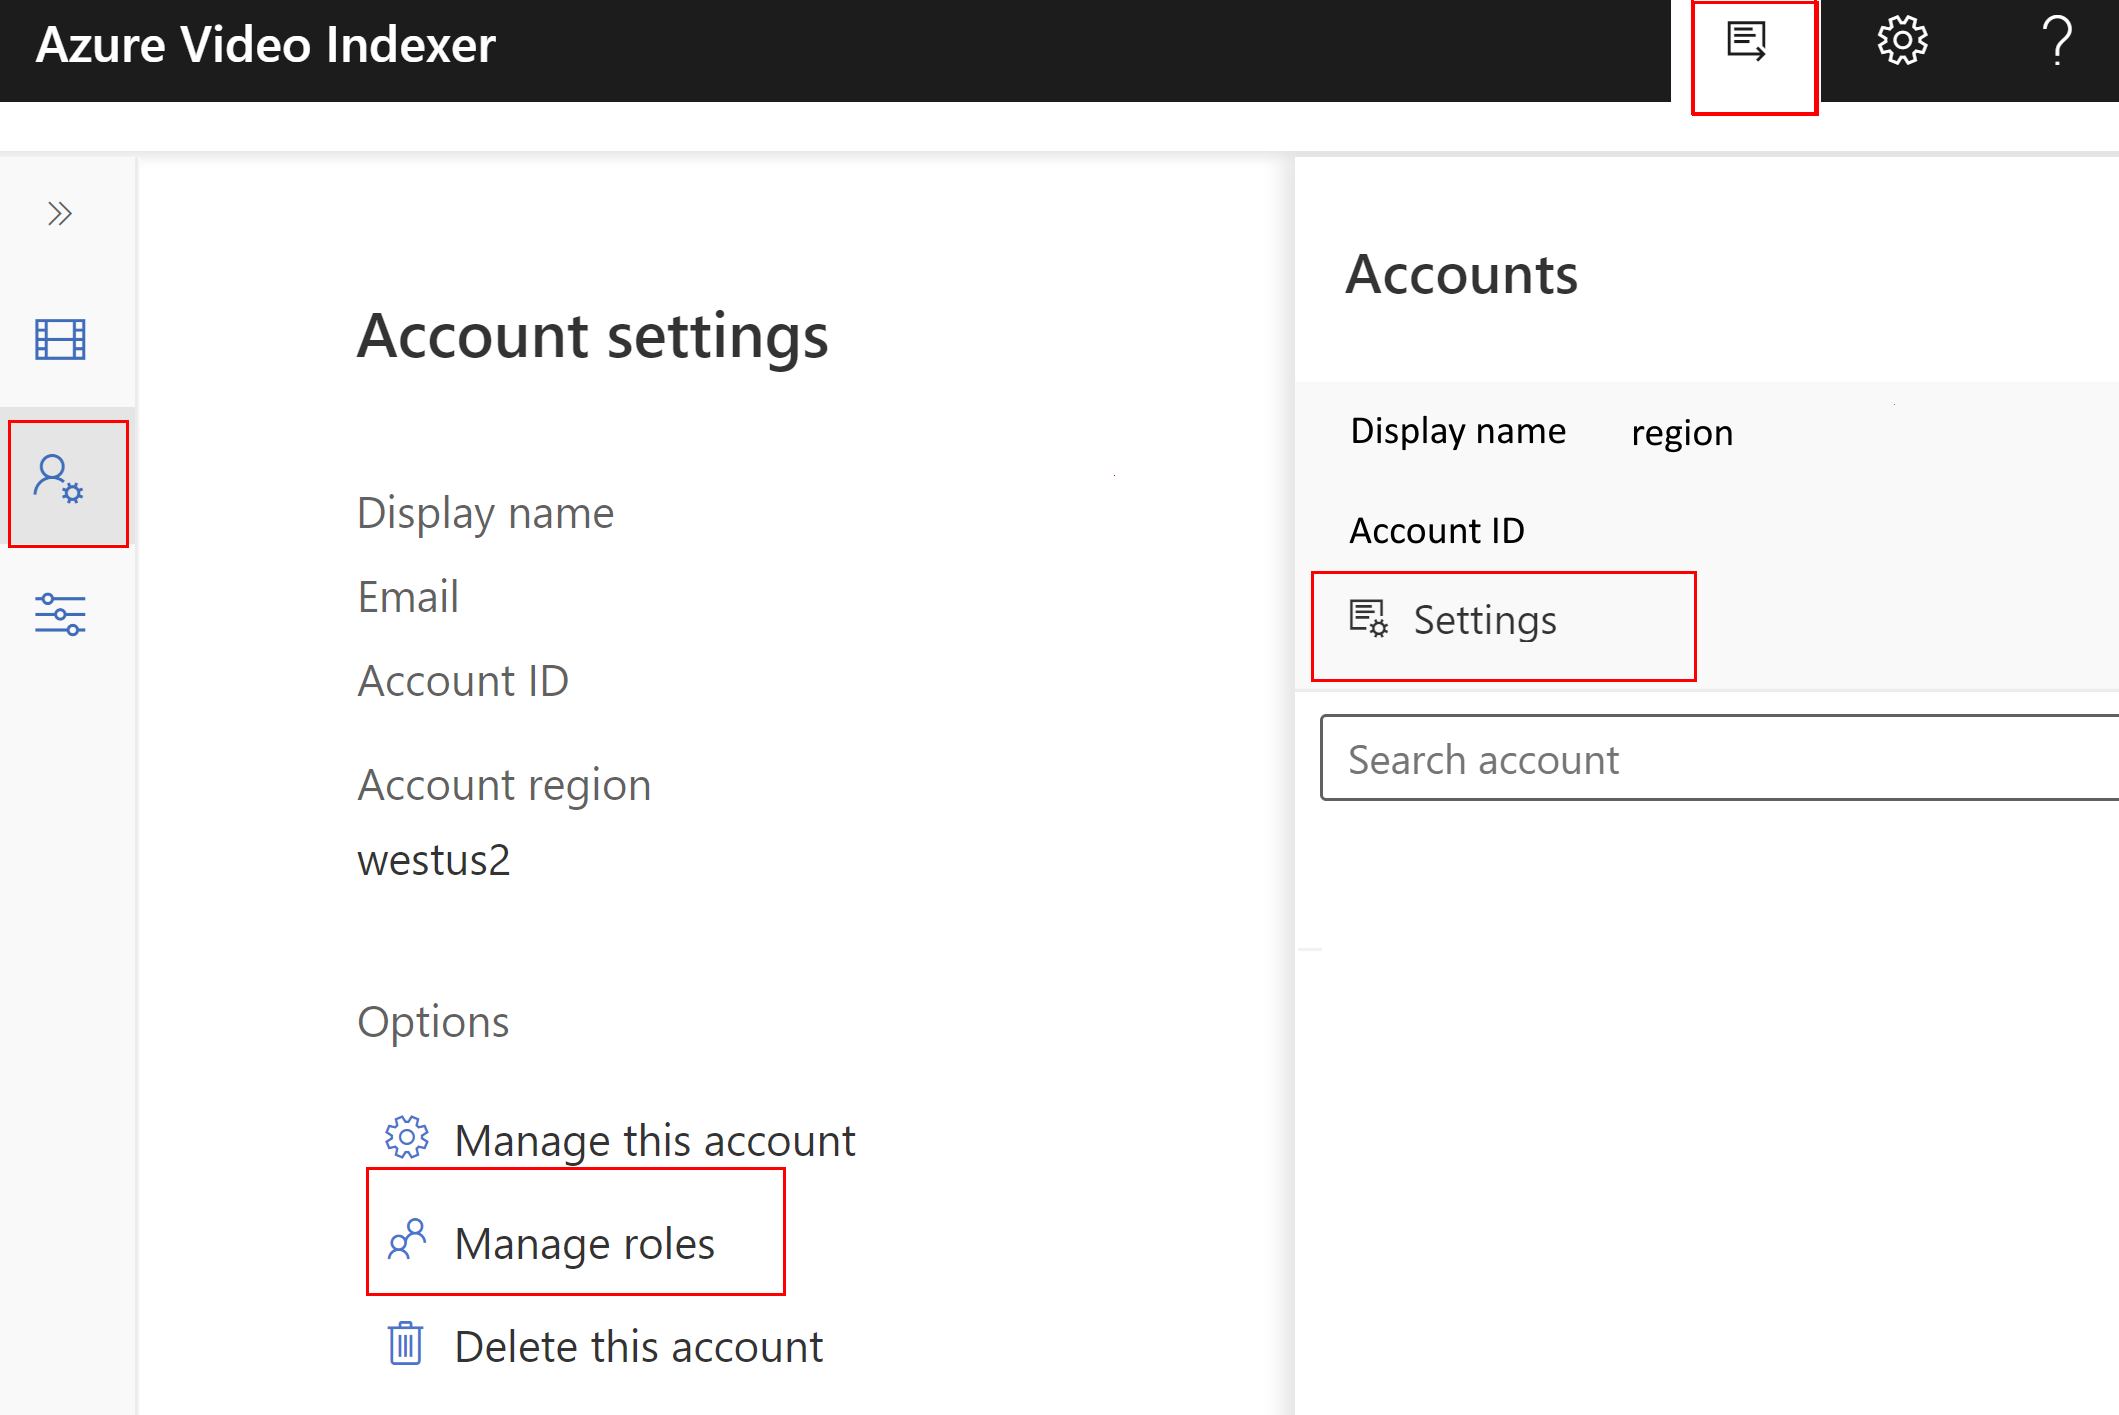 Azure Video Indexer
Account settings
Display name
Email
Account ID
Account region
westus2
Options
Manage this account
Manage roles
Delete this account
Accounts
Display name region
Account ID
Settings
Search account